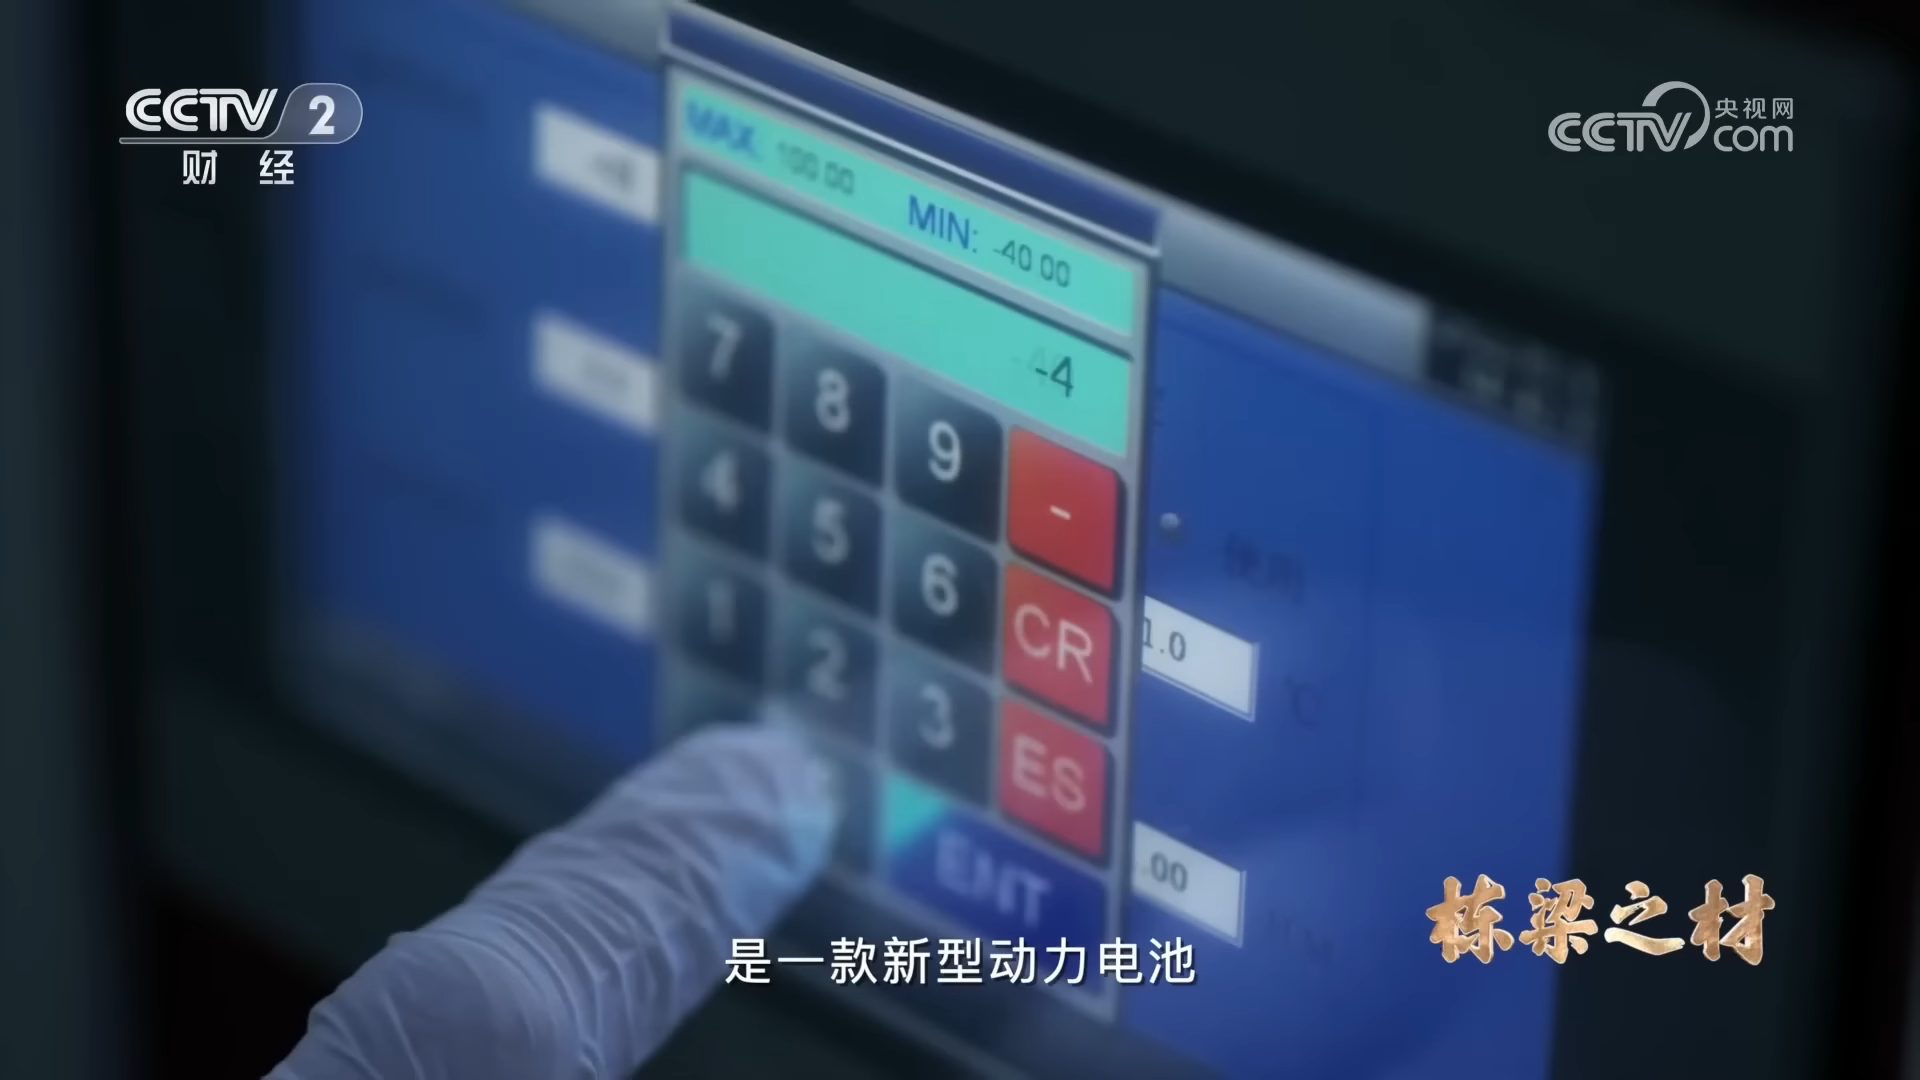 CCTV 2
财 经
CCTV com 央视网
MAX: 100.00 MIN: -40.00
-4
7 8 9 -
4 5 6 CR
1 2 3 ES
ENT
使用
1.0 ℃
.00
栋梁之材
是一款新型动力电池